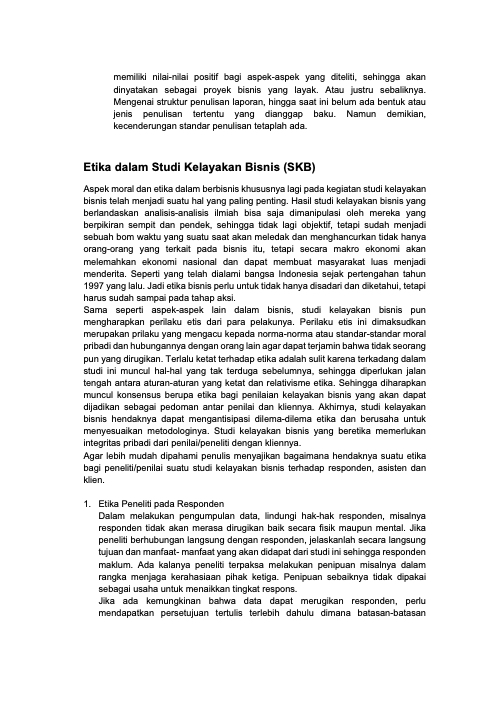 memiliki nilai-nilai positif bagi aspek-aspek yang diteliti, sehingga akan
dinyatakan sebagai proyek bisnis yang layak. Atau justru sebaliknya.
Mengenai struktur penulisan laporan, hingga saat ini belum ada bentuk atau
jenis penulisan tertentu yang dianggap baku. Namun demikian,
kecenderungan standar penulisan tetaplah ada.
Etika dalam Studi Kelayakan Bisnis (SKB)
Aspek moral dan etika dalam berbisnis khususnya lagi pada kegiatan studi kelayakan
bisnis telah menjadi suatu hal yang paling penting. Hasil studi kelayakan bisnis yang
berlandaskan analisis-analisis ilmiah bisa saja dimanipulasi oleh mereka yang
berpikiran sempit dan pendek, sehingga tidak lagi objektif, tetapi sudah menjadi
sebuah bom waktu yang suatu saat akan meledak dan menghancurkan tidak hanya
orang-orang yang terkait pada bisnis itu, tetapi secara makro ekonomi akan
melemahkan ekonomi nasional dan dapat membuat masyarakat luas menjadi
menderita. Seperti yang telah dialami bangsa Indonesia sejak pertengahan tahun
1997 yang lalu. Jadi etika bisnis perlu untuk tidak hanya disadari dan diketahui, tetapi
harus sudah sampai pada tahap aksi.
Sama seperti aspek-aspek lain dalam bisnis, studi kelayakan bisnis pun
mengharapkan perilaku etis dari para pelakunya. Perilaku etis ini dimaksudkan
merupakan prilaku yang mengacu kepada norma-norma atau standar-standar moral
pribadi dan hubungannya dengan orang lain agar dapat terjamin bahwa tidak seorang
pun yang dirugikan. Terlalu ketat terhadap etika adalah sulit karena terkadang dalam
studi ini muncul hal-hal yang tak terduga sebelumnya, sehingga diperlukan jalan
tengah antara aturan-aturan yang ketat dan relativisme etika. Sehingga diharapkan
muncul konsensus berupa etika bagi penilaian kelayakan bisnis yang akan dapat
dijadikan sebagai pedoman antar penilai dan kliennya. Akhirnya, studi kelayakan
bisnis hendaknya dapat mengantisipasi dilema-dilema etika dan berusaha untuk
menyesuaikan metodologinya. Studi kelayakan bisnis yang beretika memerlukan
integritas pribadi dari penilai/peneliti dengan kliennya.
Agar lebih mudah dipahami penulis menyajikan bagaimana hendaknya suatu etika
bagi peneliti/penilai suatu studi kelayakan bisnis terhadap responden, asisten dan
klien.
1. Etika Peneliti pada Responden
Dalam melakukan pengumpulan data, lindungi hak-hak responden, misalnya
responden tidak akan merasa dirugikan baik secara fisik maupun mental. Jika
peneliti berhubungan langsung dengan responden, jelaskanlah secara langsung
tujuan dan manfaat- manfaat yang akan didapat dari studi ini sehingga responden
maklum. Ada kalanya peneliti terpaksa melakukan penipuan misalnya dalam
rangka menjaga kerahasiaan pihak ketiga. Penipuan sebaiknya tidak dipakai
sebagai usaha untuk menaikkan tingkat respons.
Jika ada kemungkinan bahwa data dapat merugikan responden, perlu
mendapatkan persetujuan tertulis terlebih dahulu dimana batasan-batasan